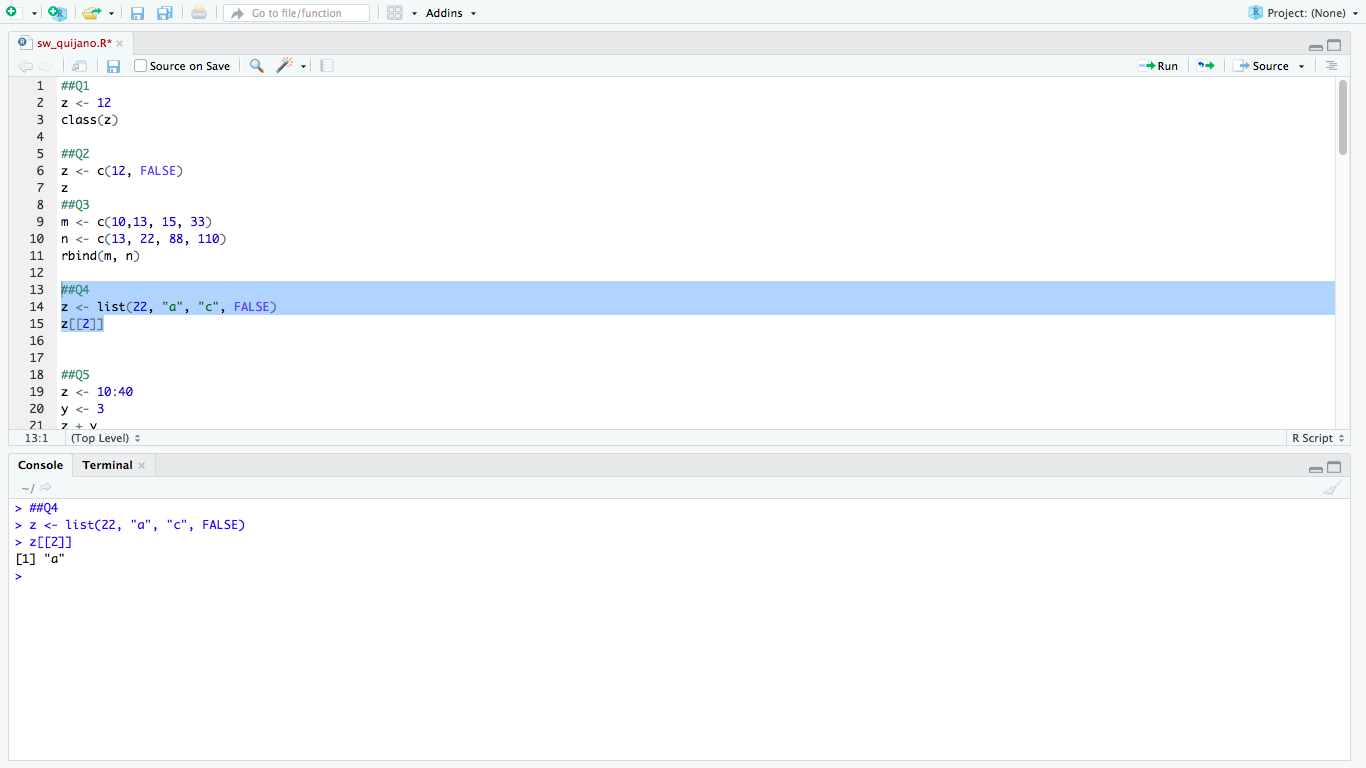 Go to file/function
Addins
Project: (None)
sw_quijano.R*
Source on Save
Run
Source
1 ##Q1
2 z <- 12
3 class(z)
4
5 ##Q2
6 z <- c(12, FALSE)
7 z
8 ##Q3
9 m <- c(10,13, 15, 33)
10 n <- c(13, 22, 88, 110)
11 rbind(m, n)
12
13 ##Q4
14 z <- list(22, "a", "c", FALSE)
15 z[[2]]
16
17
18 ##Q5
19 z <- 10:40
20 y <- 3
21 z + y
13:1 (Top Level) R Script
Console Terminal
~/
> ##Q4
> z <- list(22, "a", "c", FALSE)
> z[[2]]
[1] "a"
>